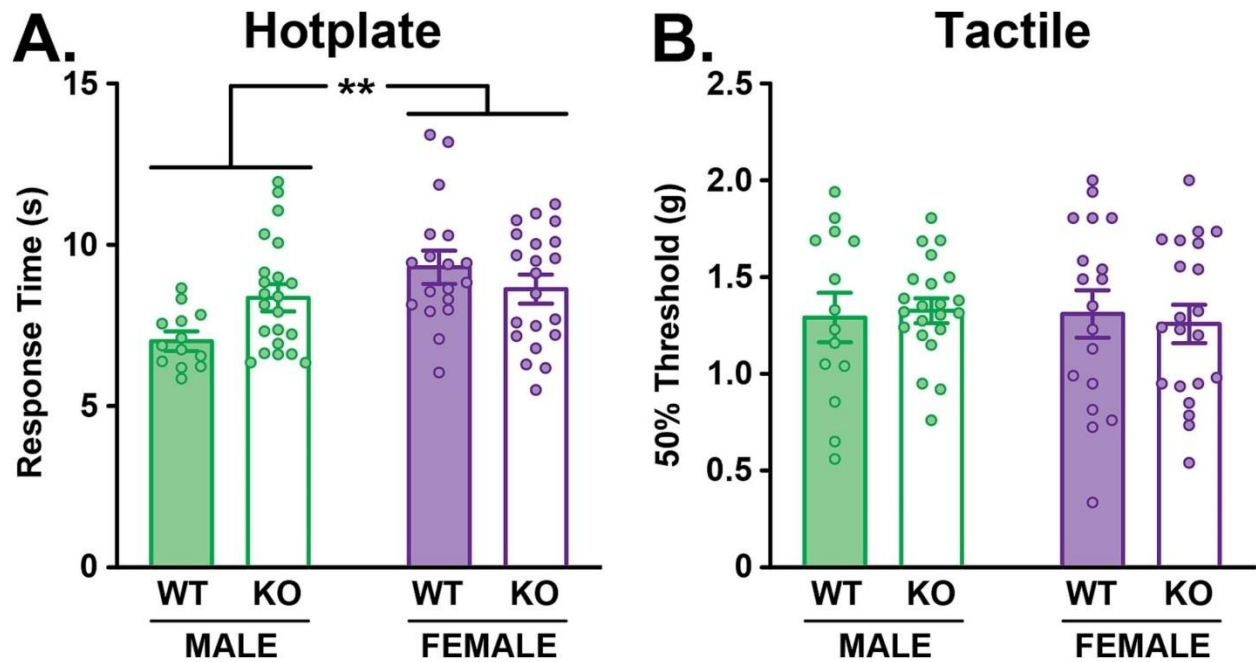 A.
Hotplate
Response Time (s)
15
10
5
0
**
WT KO WT KO
MALE FEMALE
B.
Tactile
50% Threshold (g)
2.5
2.0
1.5
1.0
0.5
0
WT KO WT KO
MALE FEMALE